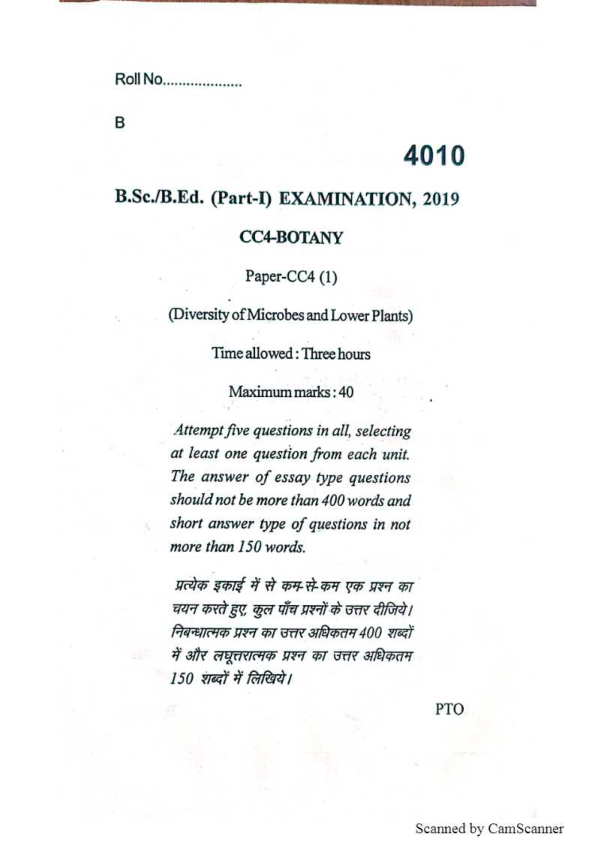 Roll No.....................
B
4010
B.Sc./B.Ed. (Part-I) EXAMINATION, 2019
CC4-BOTANY
Paper-CC4 (1)
(Diversity of Microbes and Lower Plants)
Time allowed : Three hours
Maximum marks : 40
Attempt five questions in all, selecting
at least one question from each unit.
The answer of essay type questions
should not be more than 400 words and
short answer type of questions in not
more than 150 words.
प्रत्येक इकाई में से कम-से-कम एक प्रश्न का
चयन करते हुए, कुल पाँच प्रश्नों के उत्तर दीजिये।
निबन्धात्मक प्रश्न का उत्तर अधिकतम 400 शब्दों
में और लघूत्तरात्मक प्रश्न का उत्तर अधिकतम
150 शब्दों में लिखिये।
PTO
Scanned by CamScanner